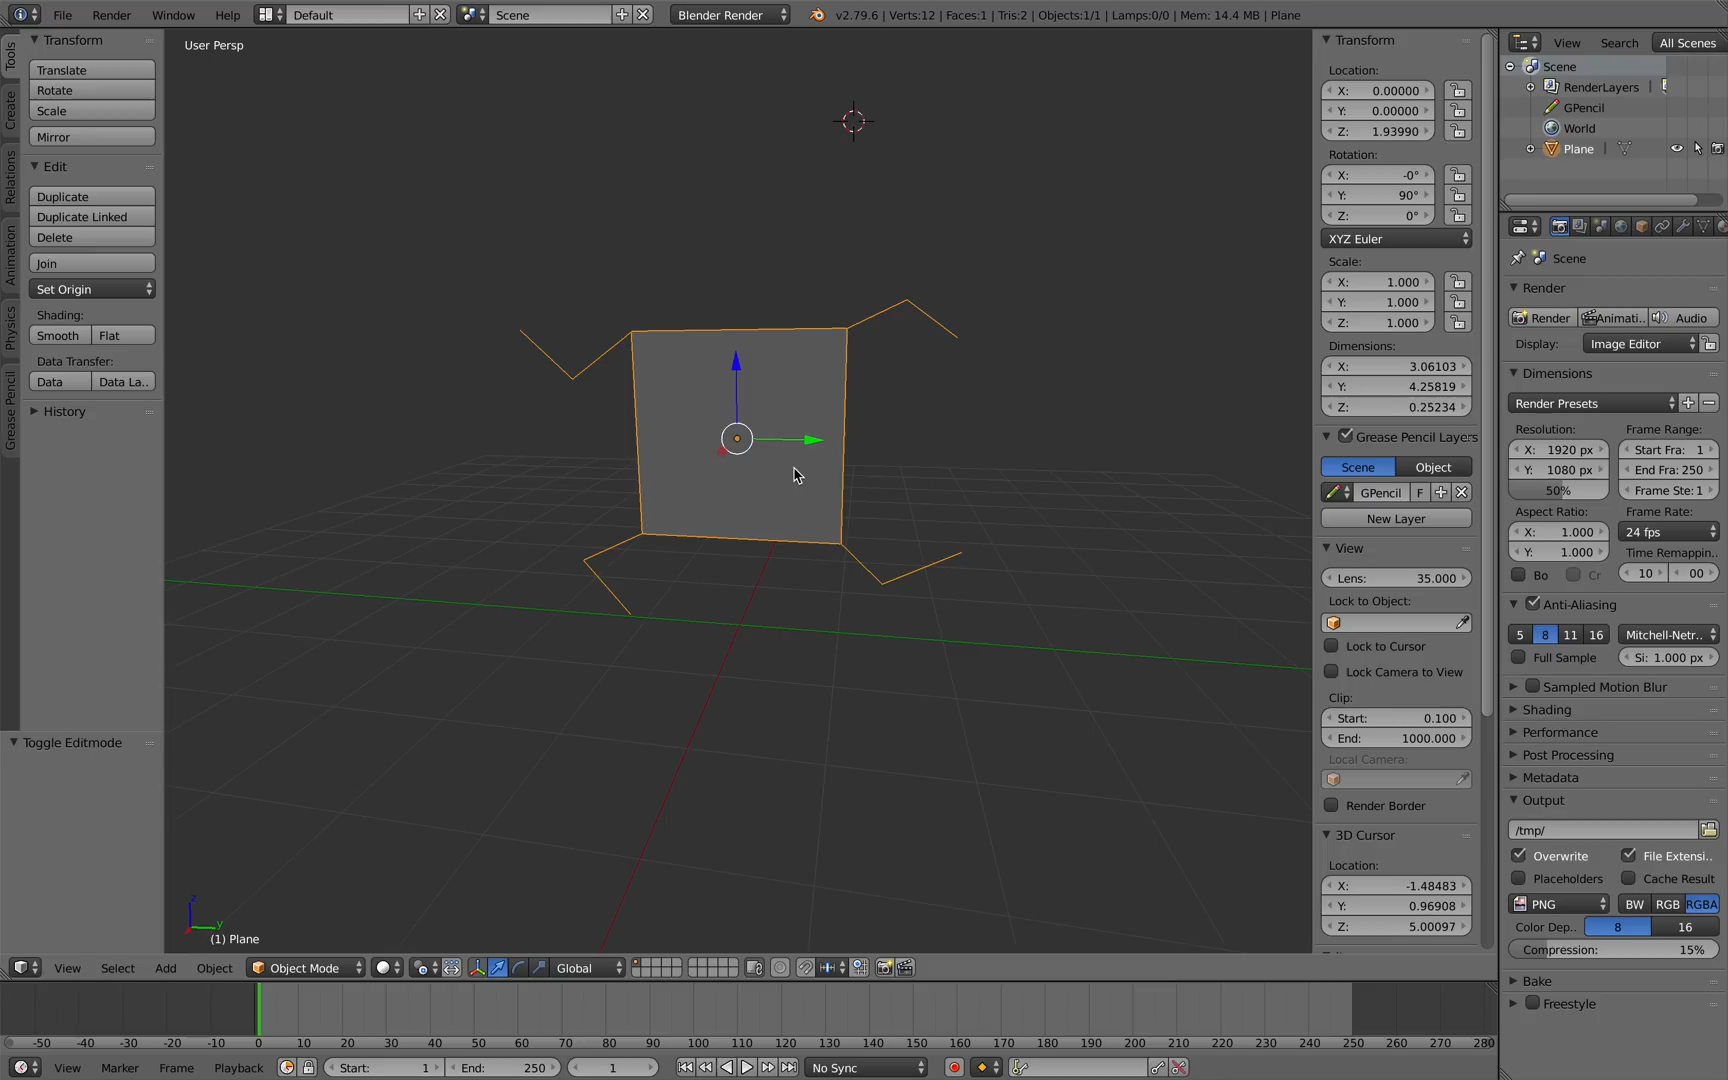 File Render Window Help Default Scene Blender Render v2.79.6 | Verts:12 | Faces:1 | Tris:2 | Objects:1/1 | Lamps:0/0 | Mem: 14.4 MB | Plane
Tools
Create
Relations
Animation
Physics
Grease Pencil
Transform
Translate
Rotate
Scale
Mirror
Edit
Duplicate
Duplicate Linked
Delete
Join
Set Origin
Shading:
Smooth Flat
Data Transfer:
Data Data La..
History
Toggle Editmode
User Persp
z
y
(1) Plane
Transform
Location:
X: 0.00000
Y: 0.00000
Z: 1.93990
Rotation:
X: -0°
Y: 90°
Z: 0°
XYZ Euler
Scale:
X: 1.000
Y: 1.000
Z: 1.000
Dimensions:
X: 3.06103
Y: 4.25819
Z: 0.25234
Grease Pencil Layers
Scene Object
GPencil F
New Layer
View
Lens: 35.000
Lock to Object:
Lock to Cursor
Lock Camera to View
Clip:
Start: 0.100
End: 1000.000
Local Camera:
Render Border
3D Cursor
Location:
X: -1.48483
Y: 0.96908
Z: 5.00097
View Search All Scenes
Scene
RenderLayers |
GPencil
World
Plane |
Scene
Render
Render Animati.. Audio
Display: Image Editor
Dimensions
Render Presets
Resolution: Frame Range:
X: 1920 px Start Fra: 1
Y: 1080 px End Fra: 250
50% Frame Ste: 1
Aspect Ratio: Frame Rate:
X: 1.000 24 fps
Y: 1.000 Time Remappin..
Bo Cr 10 00
Anti-Aliasing
5 8 11 16 Mitchell-Netr..
Full Sample Si: 1.000 px
Sampled Motion Blur
Shading
Performance
Post Processing
Metadata
Output
/tmp/
Overwrite File Extensi..
Placeholders Cache Result
PNG BW RGB RGBA
Color Dep.. 8 16
Compression: 15%
Bake
Freestyle
View Select Add Object Object Mode Global
-50 -40 -30 -20 -10 0 10 20 30 40 50 60 70 80 90 100 110 120 130 140 150 160 170 180 190 200 210 220 230 240 250 260 270 280
View Marker Frame Playback Start: 1 End: 250 1 No Sync